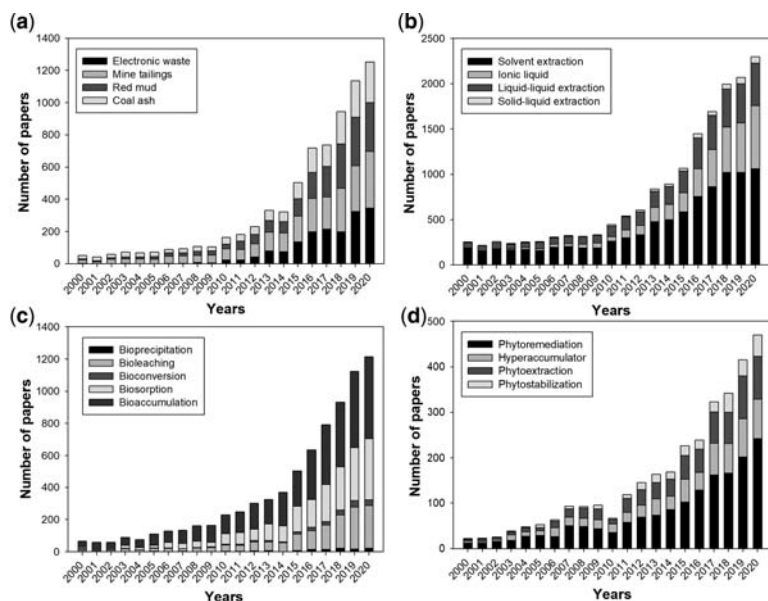 (a)
1400
1200
1000
800
600
400
200
0
Number of papers
Electronic waste
Mine tailings
Red mud
Coal ash
2000 2001 2002 2003 2004 2005 2006 2007 2008 2009 2010 2011 2012 2013 2014 2015 2016 2017 2018 2019 2020
Years
(b)
2500
2000
1500
1000
500
0
Number of papers
Solvent extraction
Ionic liquid
Liquid-liquid extraction
Solid-liquid extraction
2000 2001 2002 2003 2004 2005 2006 2007 2008 2009 2010 2011 2012 2013 2014 2015 2016 2017 2018 2019 2020
Years
(c)
1400
1200
1000
800
600
400
200
0
Number of papers
Bioprecipitation
Bioleaching
Bioconversion
Biosorption
Bioaccumulation
2000 2001 2002 2003 2004 2005 2006 2007 2008 2009 2010 2011 2012 2013 2014 2015 2016 2017 2018 2019 2020
Years
(d)
500
400
300
200
100
0
Number of papers
Phytoremediation
Hyperaccumulator
Phytoextraction
Phytostabilization
2000 2001 2002 2003 2004 2005 2006 2007 2008 2009 2010 2011 2012 2013 2014 2015 2016 2017 2018 2019 2020
Years